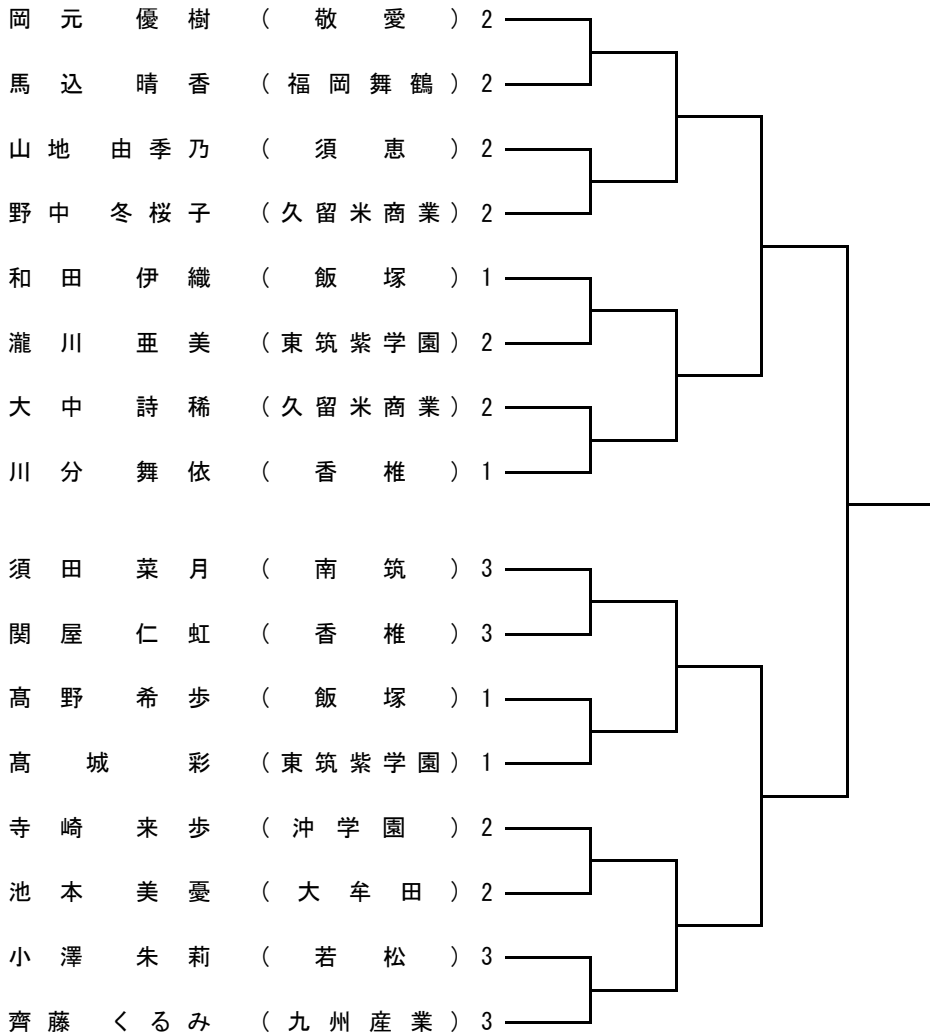 岡元 優樹 （敬愛）2
馬込 晴香 （福岡舞鶴）2
山地 由季乃 （須恵）2
野中 冬桜子 （久留米商業）2
和田 伊織 （飯塚）1
瀧川 亜美 （東筑紫学園）2
大中 詩稀 （久留米商業）2
川分 舞依 （香椎）1
須田 菜月 （南筑）3
関屋 仁虹 （香椎）3
髙野 希歩 （飯塚）1
髙城 彩 （東筑紫学園）1
寺崎 来歩 （沖学園）2
池本 美憂 （大牟田）2
小澤 朱莉 （若松）3
齊藤 くるみ （九州産業）3